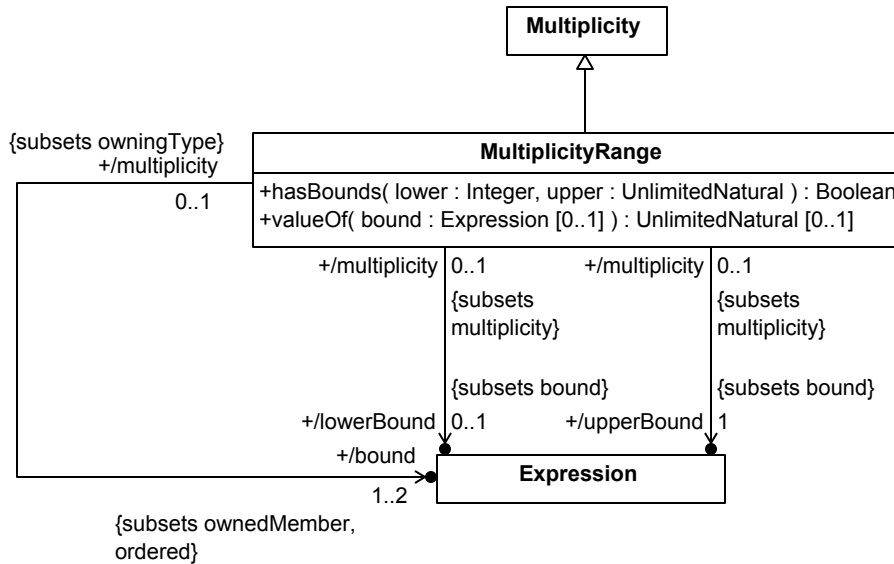 Multiplicity
{subsets owningType}
+/multiplicity
0..1
MultiplicityRange
+hasBounds( lower : Integer, upper : UnlimitedNatural ) : Boolean
+valueOf( bound : Expression [0..1] ) : UnlimitedNatural [0..1]
+/multiplicity 0..1
{subsets
multiplicity}
+/multiplicity 0..1
{subsets
multiplicity}
{subsets bound}
+/lowerBound 0..1
{subsets bound}
+/upperBound 1
+/bound
1..2
{subsets ownedMember,
ordered}
Expression